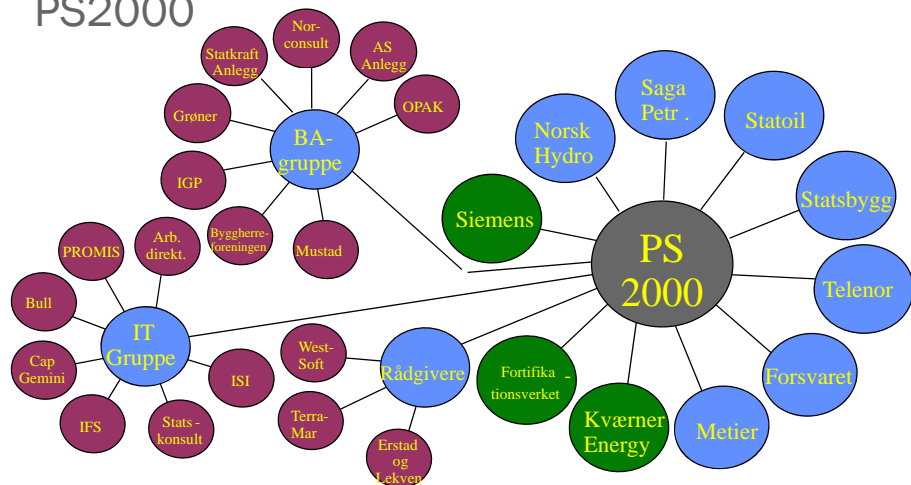 PS2000
Nor-
consult
Statkraft
Anlegg
AS
Anlegg
Grøner
OPAK
BA-
gruppe
IGP
Byggherre-
foreningen
Mustad
Saga
Petr .
Statoil
Norsk
Hydro
Siemens
Statsbygg
PS
2000
Telenor
Forsvaret
Metier
Kværner
Energy
Fortifika -
tionsverket
Arb.
direkt.
PROMIS
Bull
IT
Gruppe
Cap
Gemini
IFS
Stats -
konsult
ISI
West-
Soft
Rådgivere
Terra-
Mar
Erstad
og
Lekven